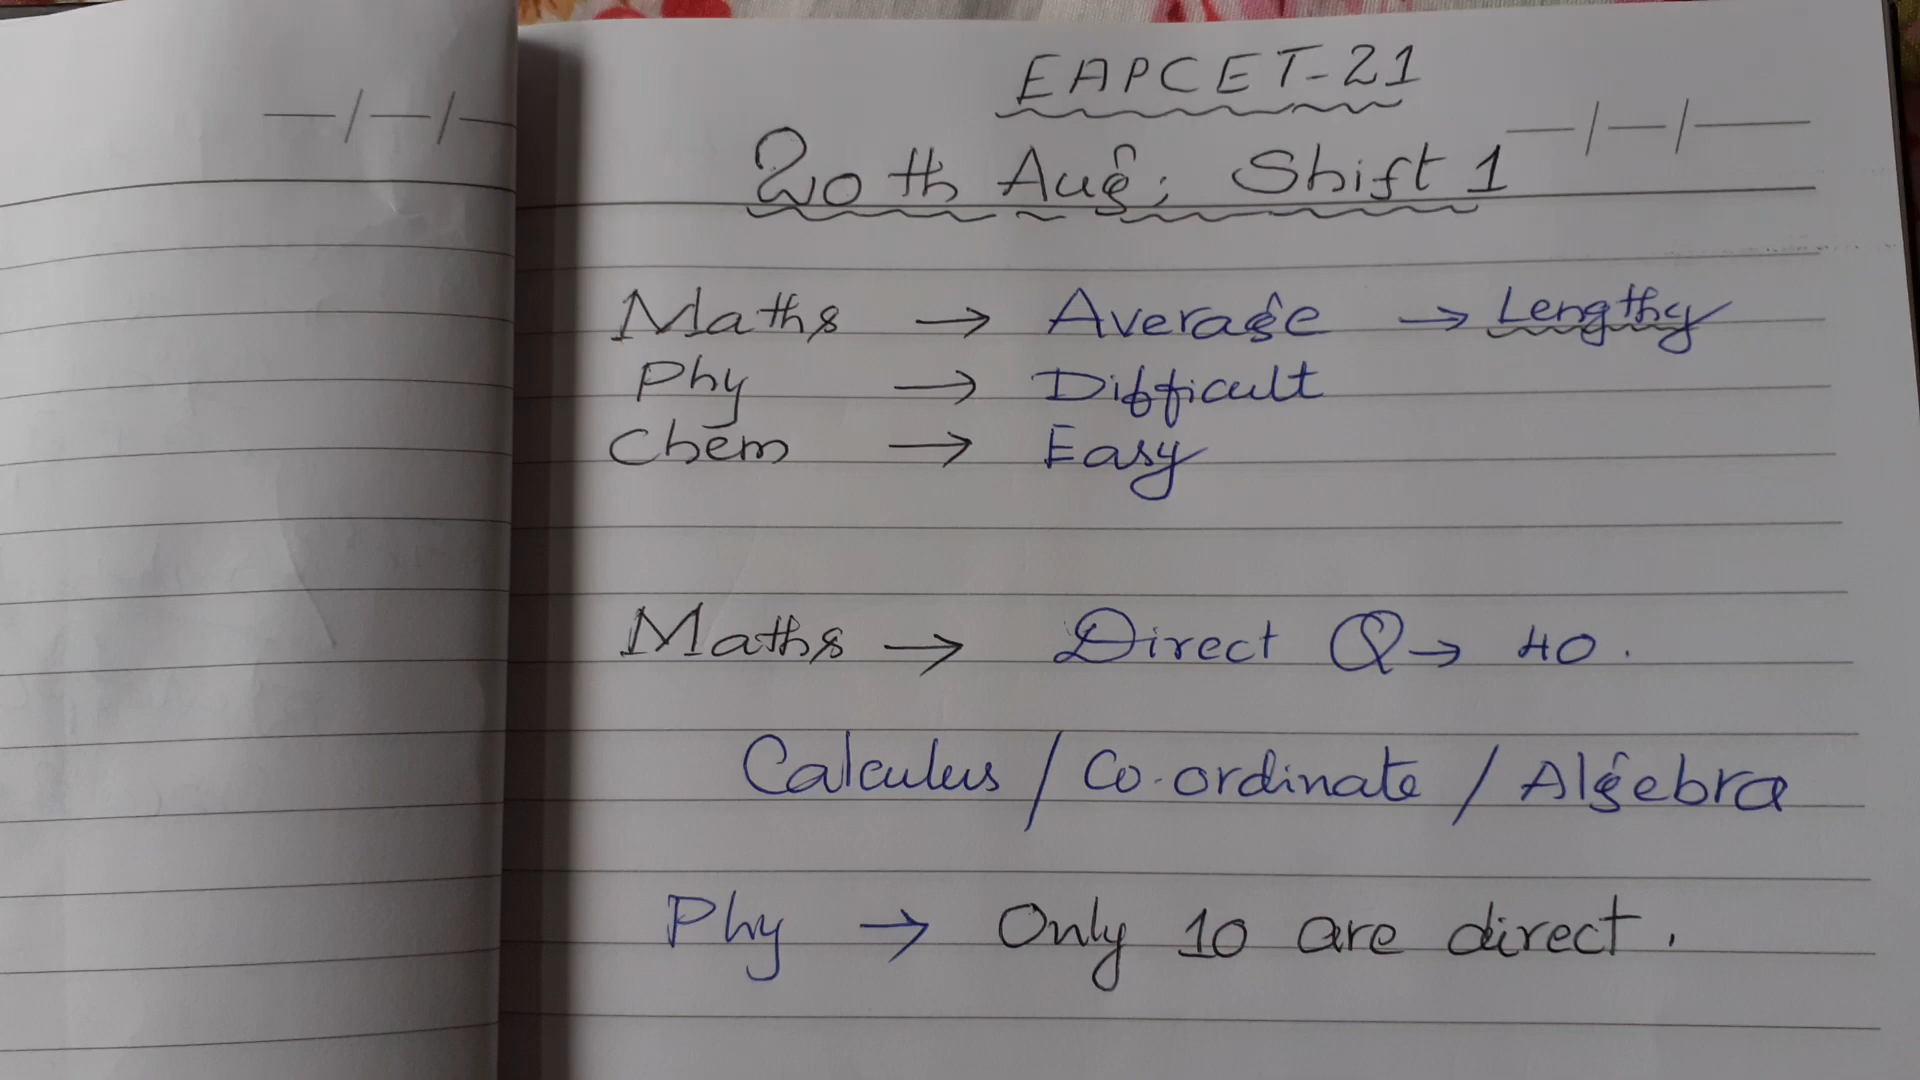 EAPCET-21
20th Aug; Shift 1
Maths → Average → Lengthy
Phy → Difficult
Chem → Easy
Maths → Direct Q → 40.
Calculus / Co-ordinate / Algebra
Phy → Only 10 are direct.